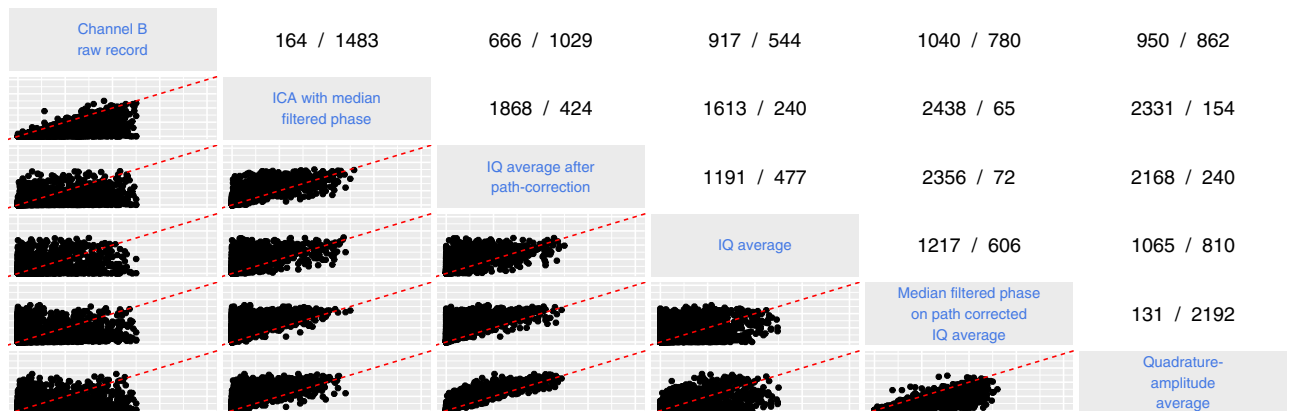 Channel B
raw record
164 / 1483
666 / 1029
917 / 544
1040 / 780
950 / 862
ICA with median
filtered phase
1868 / 424
1613 / 240
2438 / 65
2331 / 154
IQ average after
path-correction
1191 / 477
2356 / 72
2168 / 240
IQ average
1217 / 606
1065 / 810
Median filtered phase
on path corrected
IQ average
131 / 2192
Quadrature-
amplitude
average